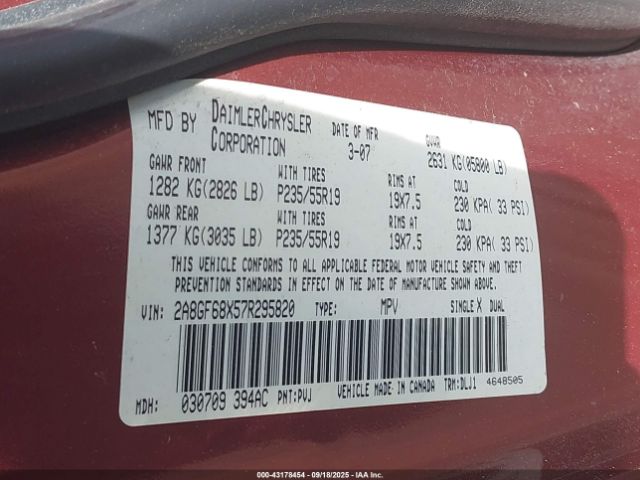 MFD BY DAIMLERCHRYSLER CORPORATION DATE OF MFR 3-07 GVWR 2631 KG(05800 LB)
GAWR FRONT WITH TIRES RIMS AT COLD
1282 KG(2826 LB) P235/55R19 19X7.5 230 KPA( 33 PSI)
GAWR REAR WITH TIRES RIMS AT COLD
1377 KG(3035 LB) P235/55R19 19X7.5 230 KPA( 33 PSI)
THIS VEHICLE CONFORMS TO ALL APPLICABLE FEDERAL MOTOR VEHICLE SAFETY AND THEFT
PREVENTION STANDARDS IN EFFECT ON THE DATE OF MANUFACTURE SHOWN ABOVE.
VIN: 2A8GF68X57R295820 TYPE: MPV SINGLE X DUAL
MDH: 030709 394AC PNT:PVJ VEHICLE MADE IN CANADA TRM:DLJ1 4648505
000-43178454 - 09/18/2025 - IAA Inc.